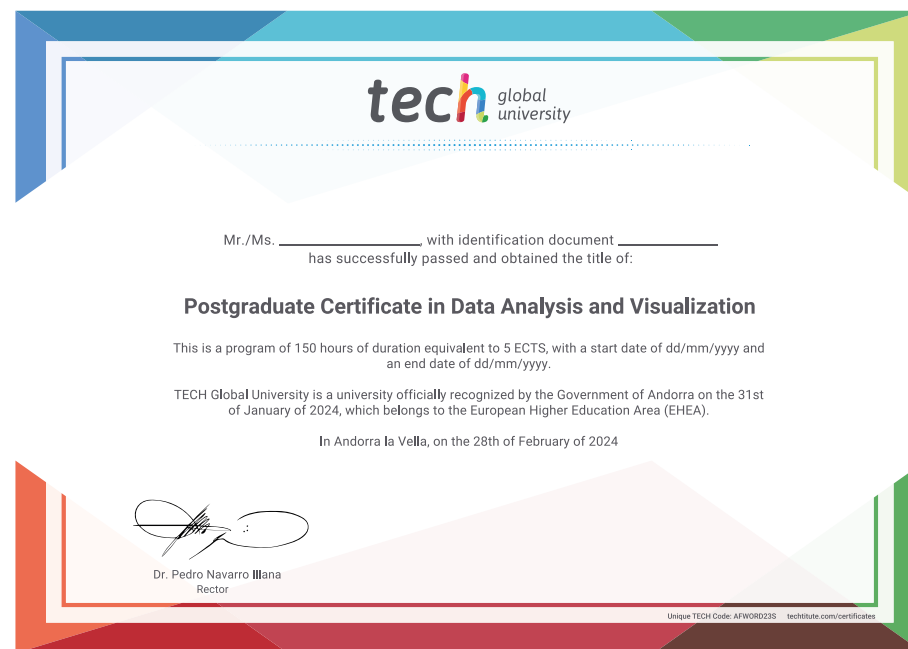 tech global
university
Mr./Ms. ____________, with identification document ____________
has successfully passed and obtained the title of:
Postgraduate Certificate in Data Analysis and Visualization
This is a program of 150 hours of duration equivalent to 5 ECTS, with a start date of dd/mm/yyyy and
an end date of dd/mm/yyyy.
TECH Global University is a university officially recognized by the Government of Andorra on the 31st
of January of 2024, which belongs to the European Higher Education Area (EHEA).
In Andorra la Vella, on the 28th of February of 2024
Dr. Pedro Navarro Illana
Rector
Unique TECH Code: AFWORD23S techtitute.com/certificates